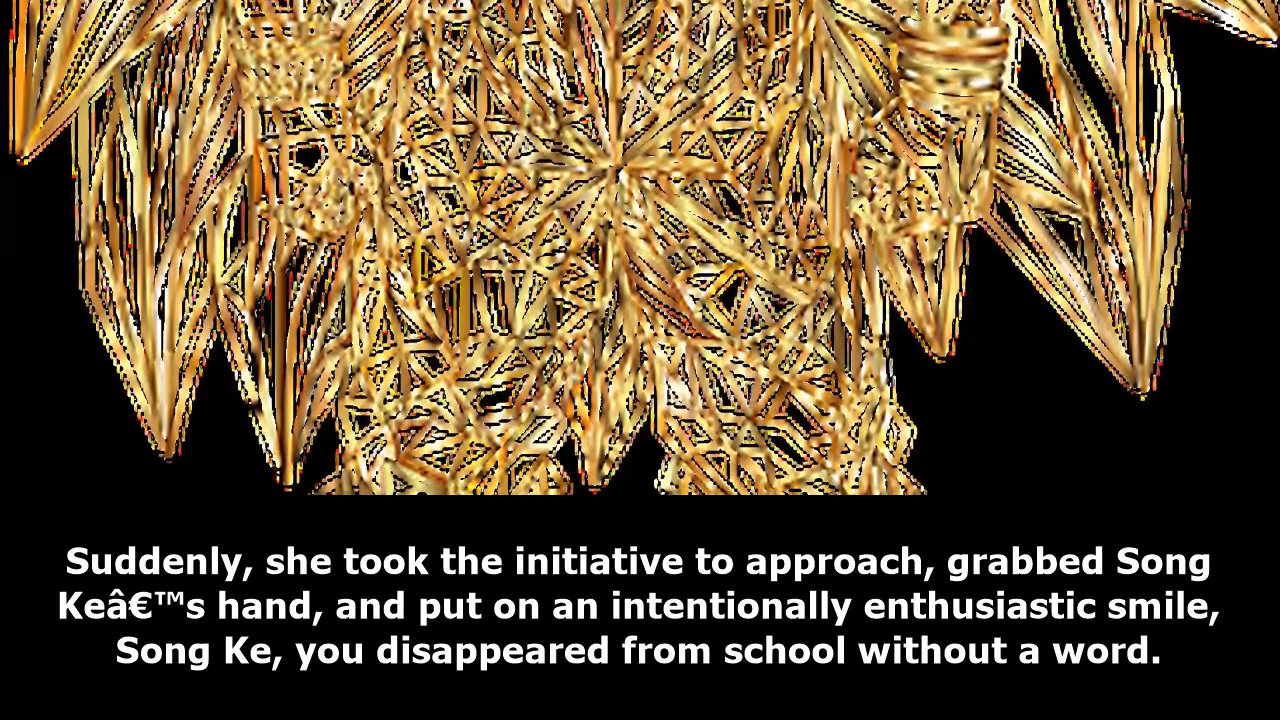 Suddenly, she took the initiative to approach, grabbed Song
Keâ€™s hand, and put on an intentionally enthusiastic smile,
Song Ke, you disappeared from school without a word.